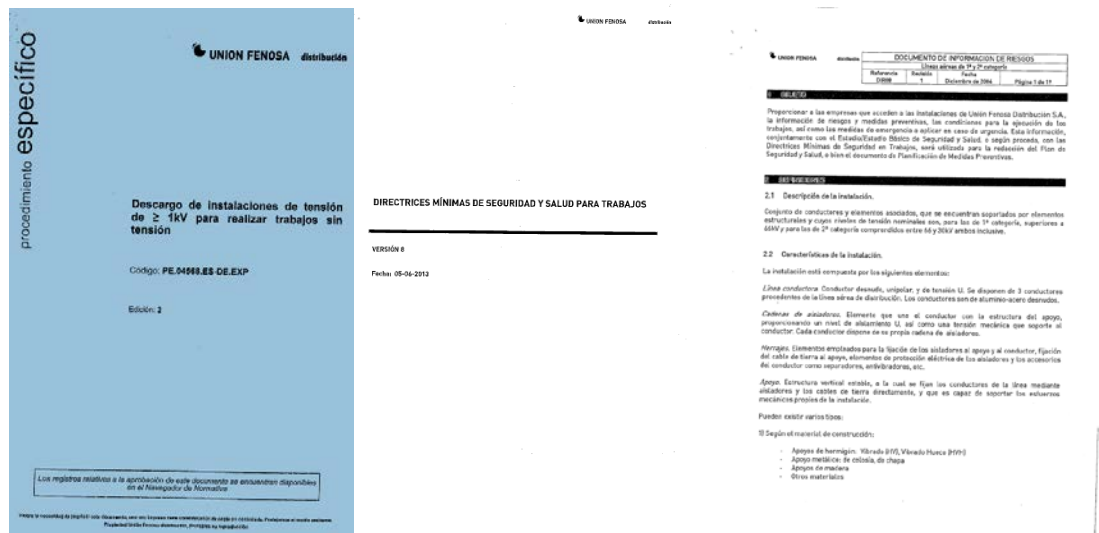 procedimiento específico
UNION FENOSA distribución
Descargo de instalaciones de tensión
de ≥ 1kV para realizar trabajos sin
tensión
Código: PE.04568.ES-DE.EXP
Edición: 2
Los registros relativos a la aprobación de este documento se encuentran disponibles
en el Navegador de Normativa
UNION FENOSA distribución
DIRECTRICES MÍNIMAS DE SEGURIDAD Y SALUD PARA TRABAJOS
VERSIÓN 8
Fecha: 05-06-2013
UNION FENOSA distribución
DOCUMENTO DE INFORMACION DE RIESGOS
Líneas aéreas de 1ª y 2ª categoría
Referencia Revisión Fecha
1 Diciembre de 2006 Página 1 de 11
OBJETO
Proporcionar a las empresas que acceden a las instalaciones de Unión Fenosa Distribución S.A,
la información de riesgos y medidas preventivas, las condiciones para la ejecución de los
trabajos, así como las medidas de emergencia a aplicar en caso de urgencia. Esta información,
conjuntamente con el Estudio/Estudio Básico de Seguridad y Salud, o según proceda, con las
Directrices Mínimas de Seguridad en Trabajos, será utilizada para la redacción del Plan de
Seguridad y Salud, o bien el documento de Planificación de Medidas Preventivas.
DEFINICIONES
2.1 Descripción de la instalación.
Conjunto de conductores y elementos asociados, que se encuentran soportados por elementos
estructurales y cuyos niveles de tensión nominales son, para las de 1ª categoría, superiores a
66kV y para las de 2ª categoría comprendidos entre 66 y 30kV ambos inclusive.
2.2 Características de la instalación.
La instalación está compuesta por los siguientes elementos:
Línea conductora: Conductor desnudo, unipolar, y de tensión U. Se disponen de 3 conductores
procedentes de la línea aérea de distribución. Los conductores son de aluminio-acero desnudos.
Cadenas de aisladores. Elemento que une el conductor con la estructura del apoyo,
proporcionando un nivel de aislamiento U, así como una tensión mecánica que soporte al
conductor. Cada conductor dispone de su propia cadena de aisladores.
Herrajes. Elementos empleados para la fijación de los aisladores al apoyo y al conductor, fijación
del cable de tierra al apoyo, elementos de protección eléctrica de los aisladores y los accesorios
del conductor como separadores, antivibradores, etc.
Apoyo. Estructura vertical estable, a la cual se fijan los conductores de la línea mediante
aisladores y los cables de tierra directamente, y que es capaz de soportar los esfuerzos
mecánicos propios de la instalación.
Pueden existir varios tipos:
1) Según el material de construcción:
- Apoyos de hormigón: Vibrado (HV), Vibrado Hueco (HVH)
- Apoyo metálico: de celosía, de chapa
- Apoyos de madera
- Otros materiales